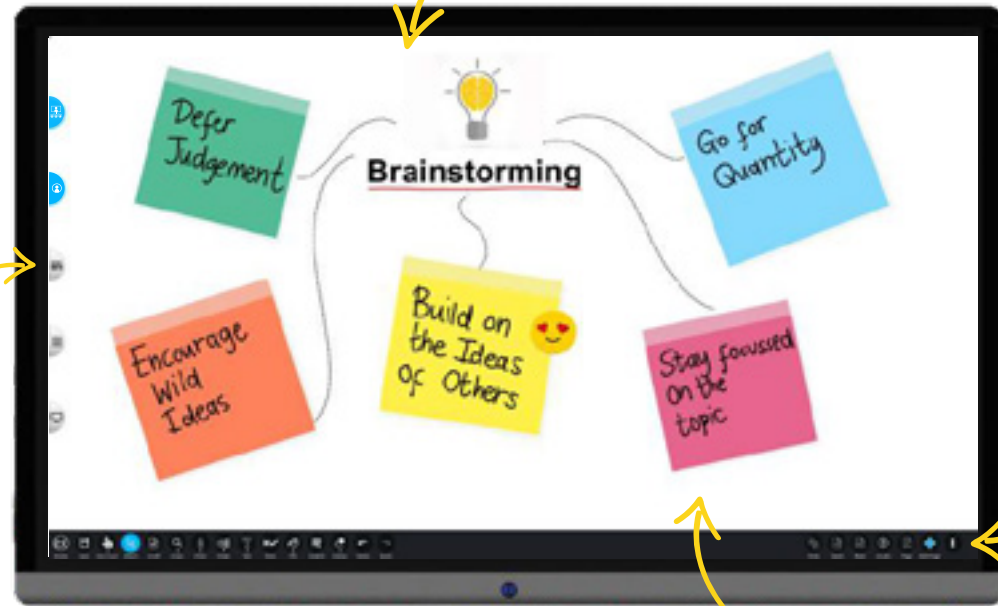 Defer
Judgement
Brainstorming
Go for
Quantity
Encourage
Wild
Ideas
Build on
the Ideas
of Others
Stay focussed
on the
topic